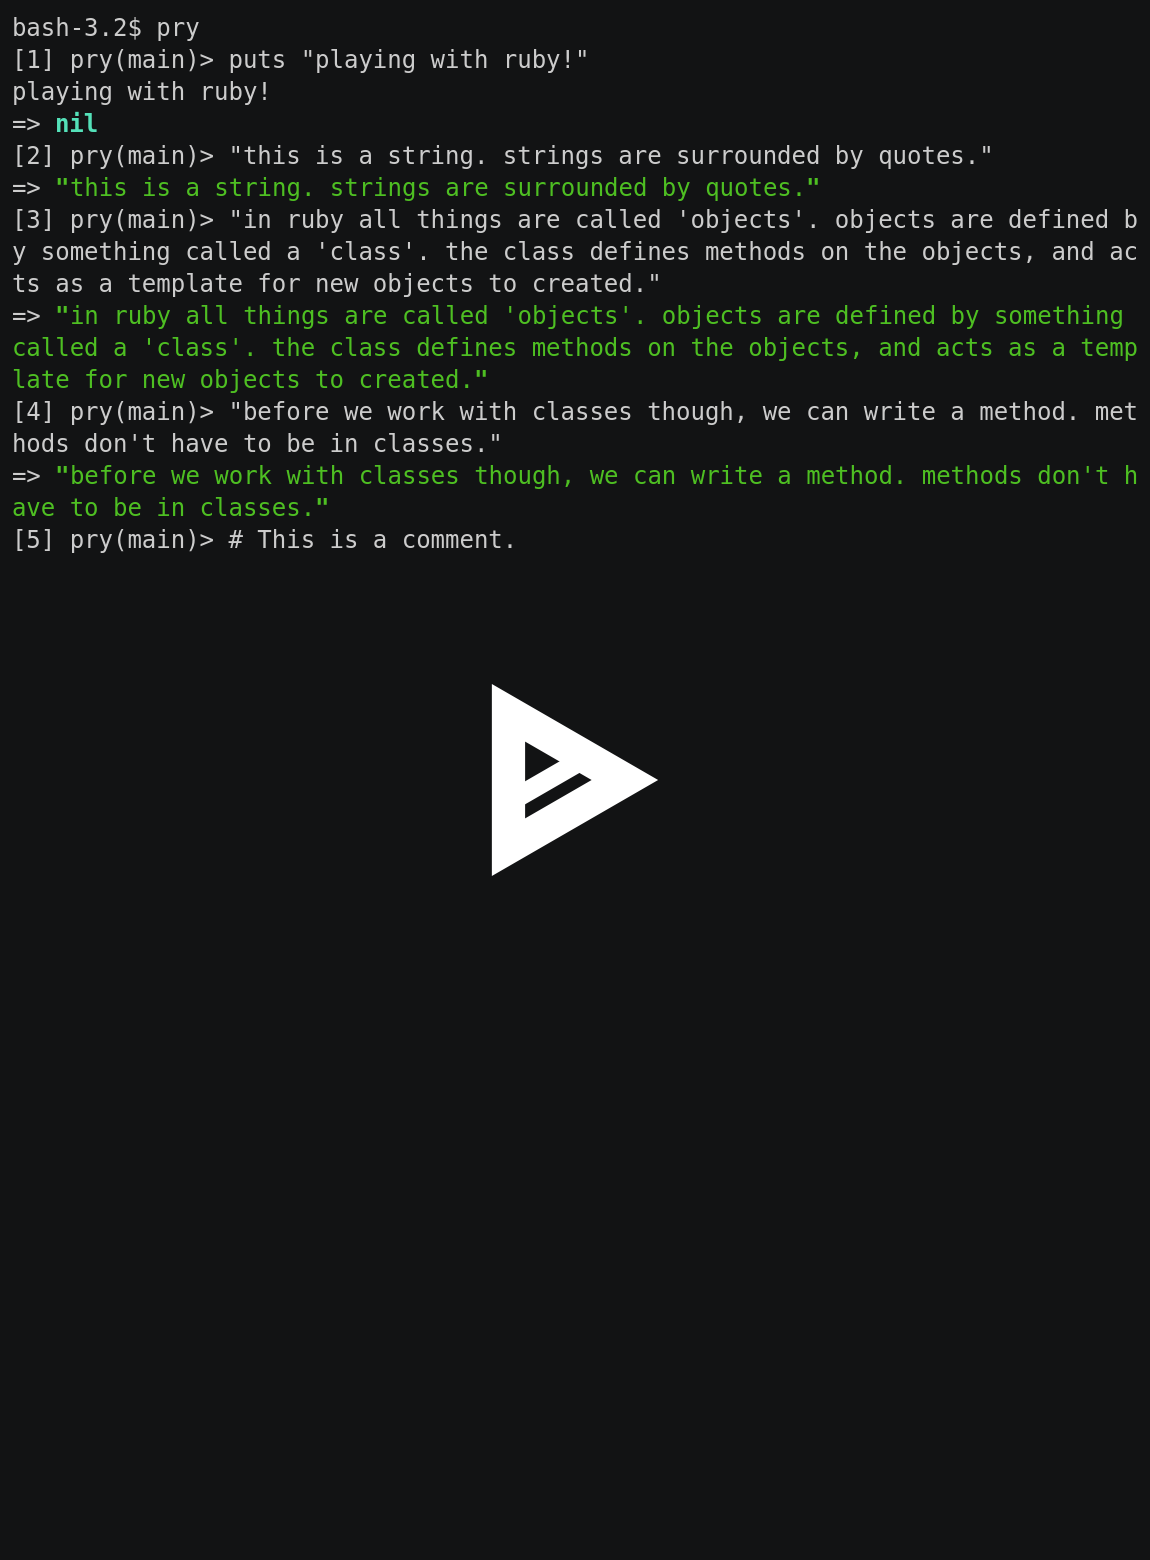 bash-3.2$ pry
[1] pry(main)> puts "playing with ruby!"
playing with ruby!
=> nil
[2] pry(main)> "this is a string. strings are surrounded by quotes."
=> "this is a string. strings are surrounded by quotes."
[3] pry(main)> "in ruby all things are called 'objects'. objects are defined b
y something called a 'class'. the class defines methods on the objects, and ac
ts as a template for new objects to created."
=> "in ruby all things are called 'objects'. objects are defined by something
called a 'class'. the class defines methods on the objects, and acts as a temp
late for new objects to created."
[4] pry(main)> "before we work with classes though, we can write a method. met
hods don't have to be in classes."
=> "before we work with classes though, we can write a method. methods don't h
ave to be in classes."
[5] pry(main)> # This is a comment.